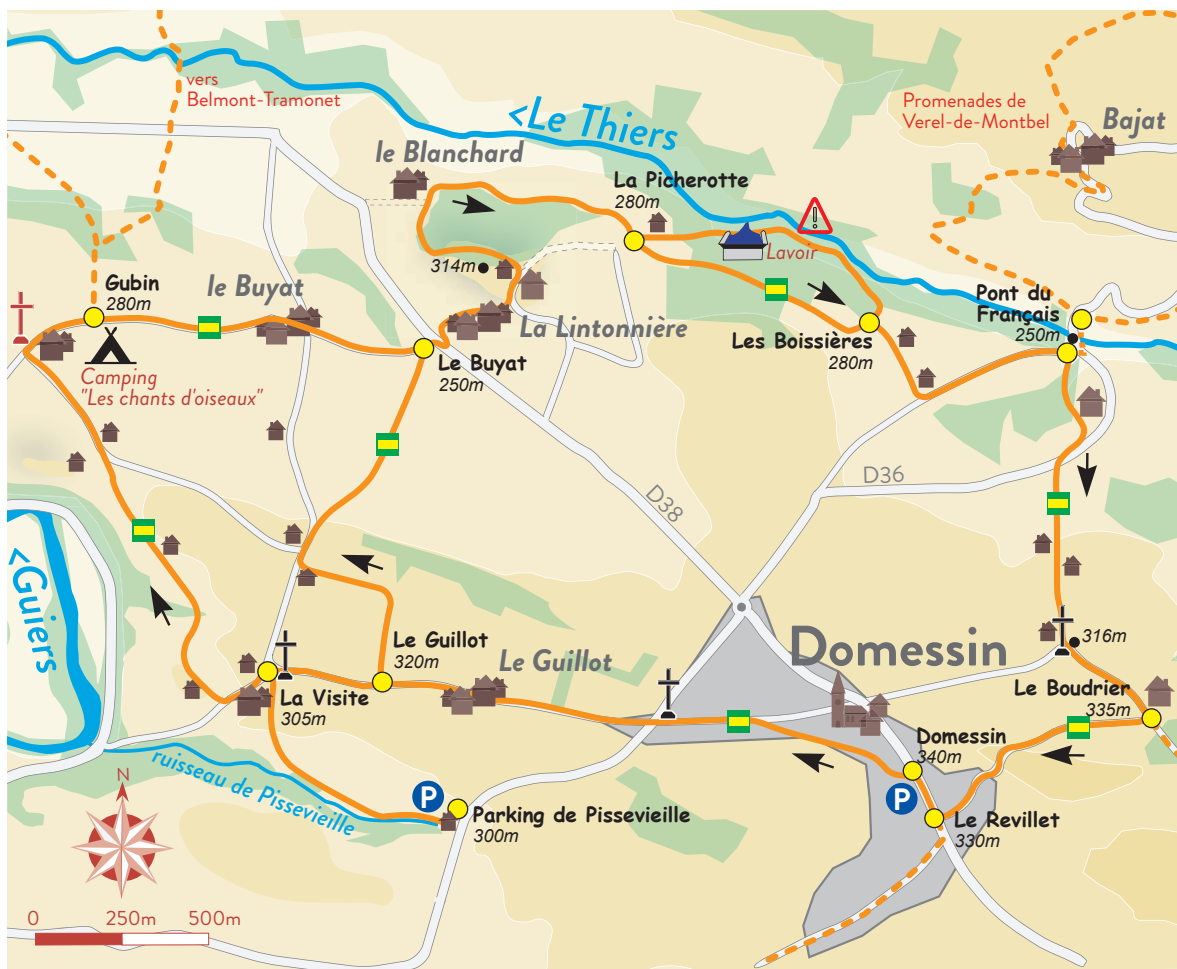 vers
Belmont-Tramonet
<Le Thiers
Promenades de
Verel-de-Montbel
Bajat
le Blanchard
La Picherotte
280m
Lavoir
314m
Gubin
280m
le Buyat
La Lintonnière
Pont du
Français
250m
Les Boissières
280m
Le Buyat
250m
Camping
"Les chants d'oiseaux"
D38
D36
<Guiers
Le Guillot
320m
Le Guillot
Domessin
316m
La Visite
305m
Le Boudrier
335m
Domessin
340m
ruisseau de Pissevieille
P
Parking de Pissevieille
300m
P
Le Revillet
330m
N
0 250m 500m